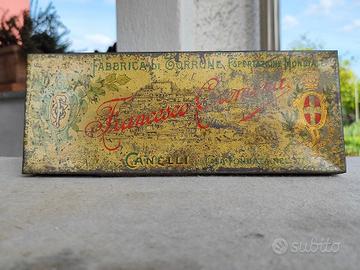 FABBRICA DI TORRONE ESPORTAZIONE MONDIALE
Francesco
CANELLI CASA FONDATA NEL
subito